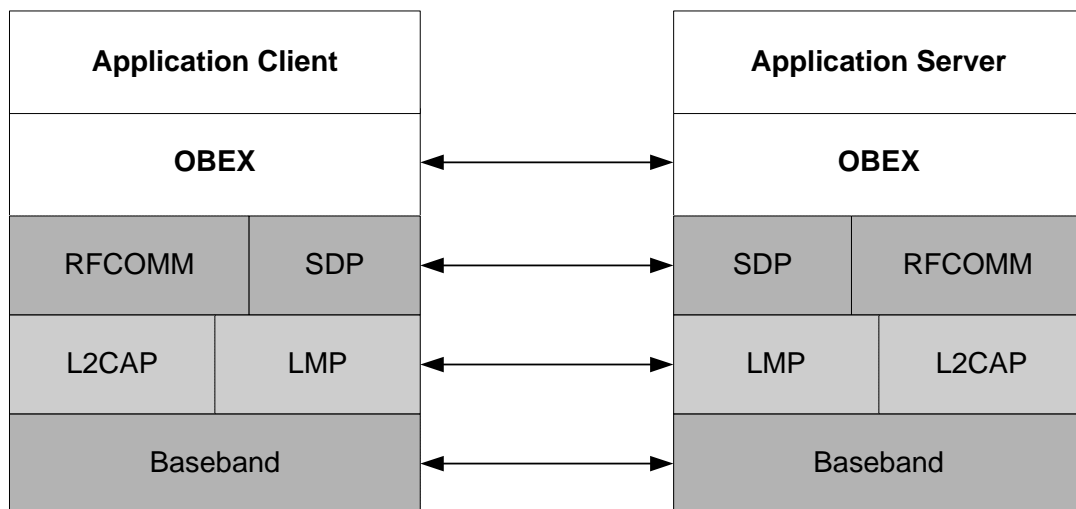 Application Client
Application Server
OBEX
OBEX
RFCOMM
SDP
SDP
RFCOMM
L2CAP
LMP
LMP
L2CAP
Baseband
Baseband